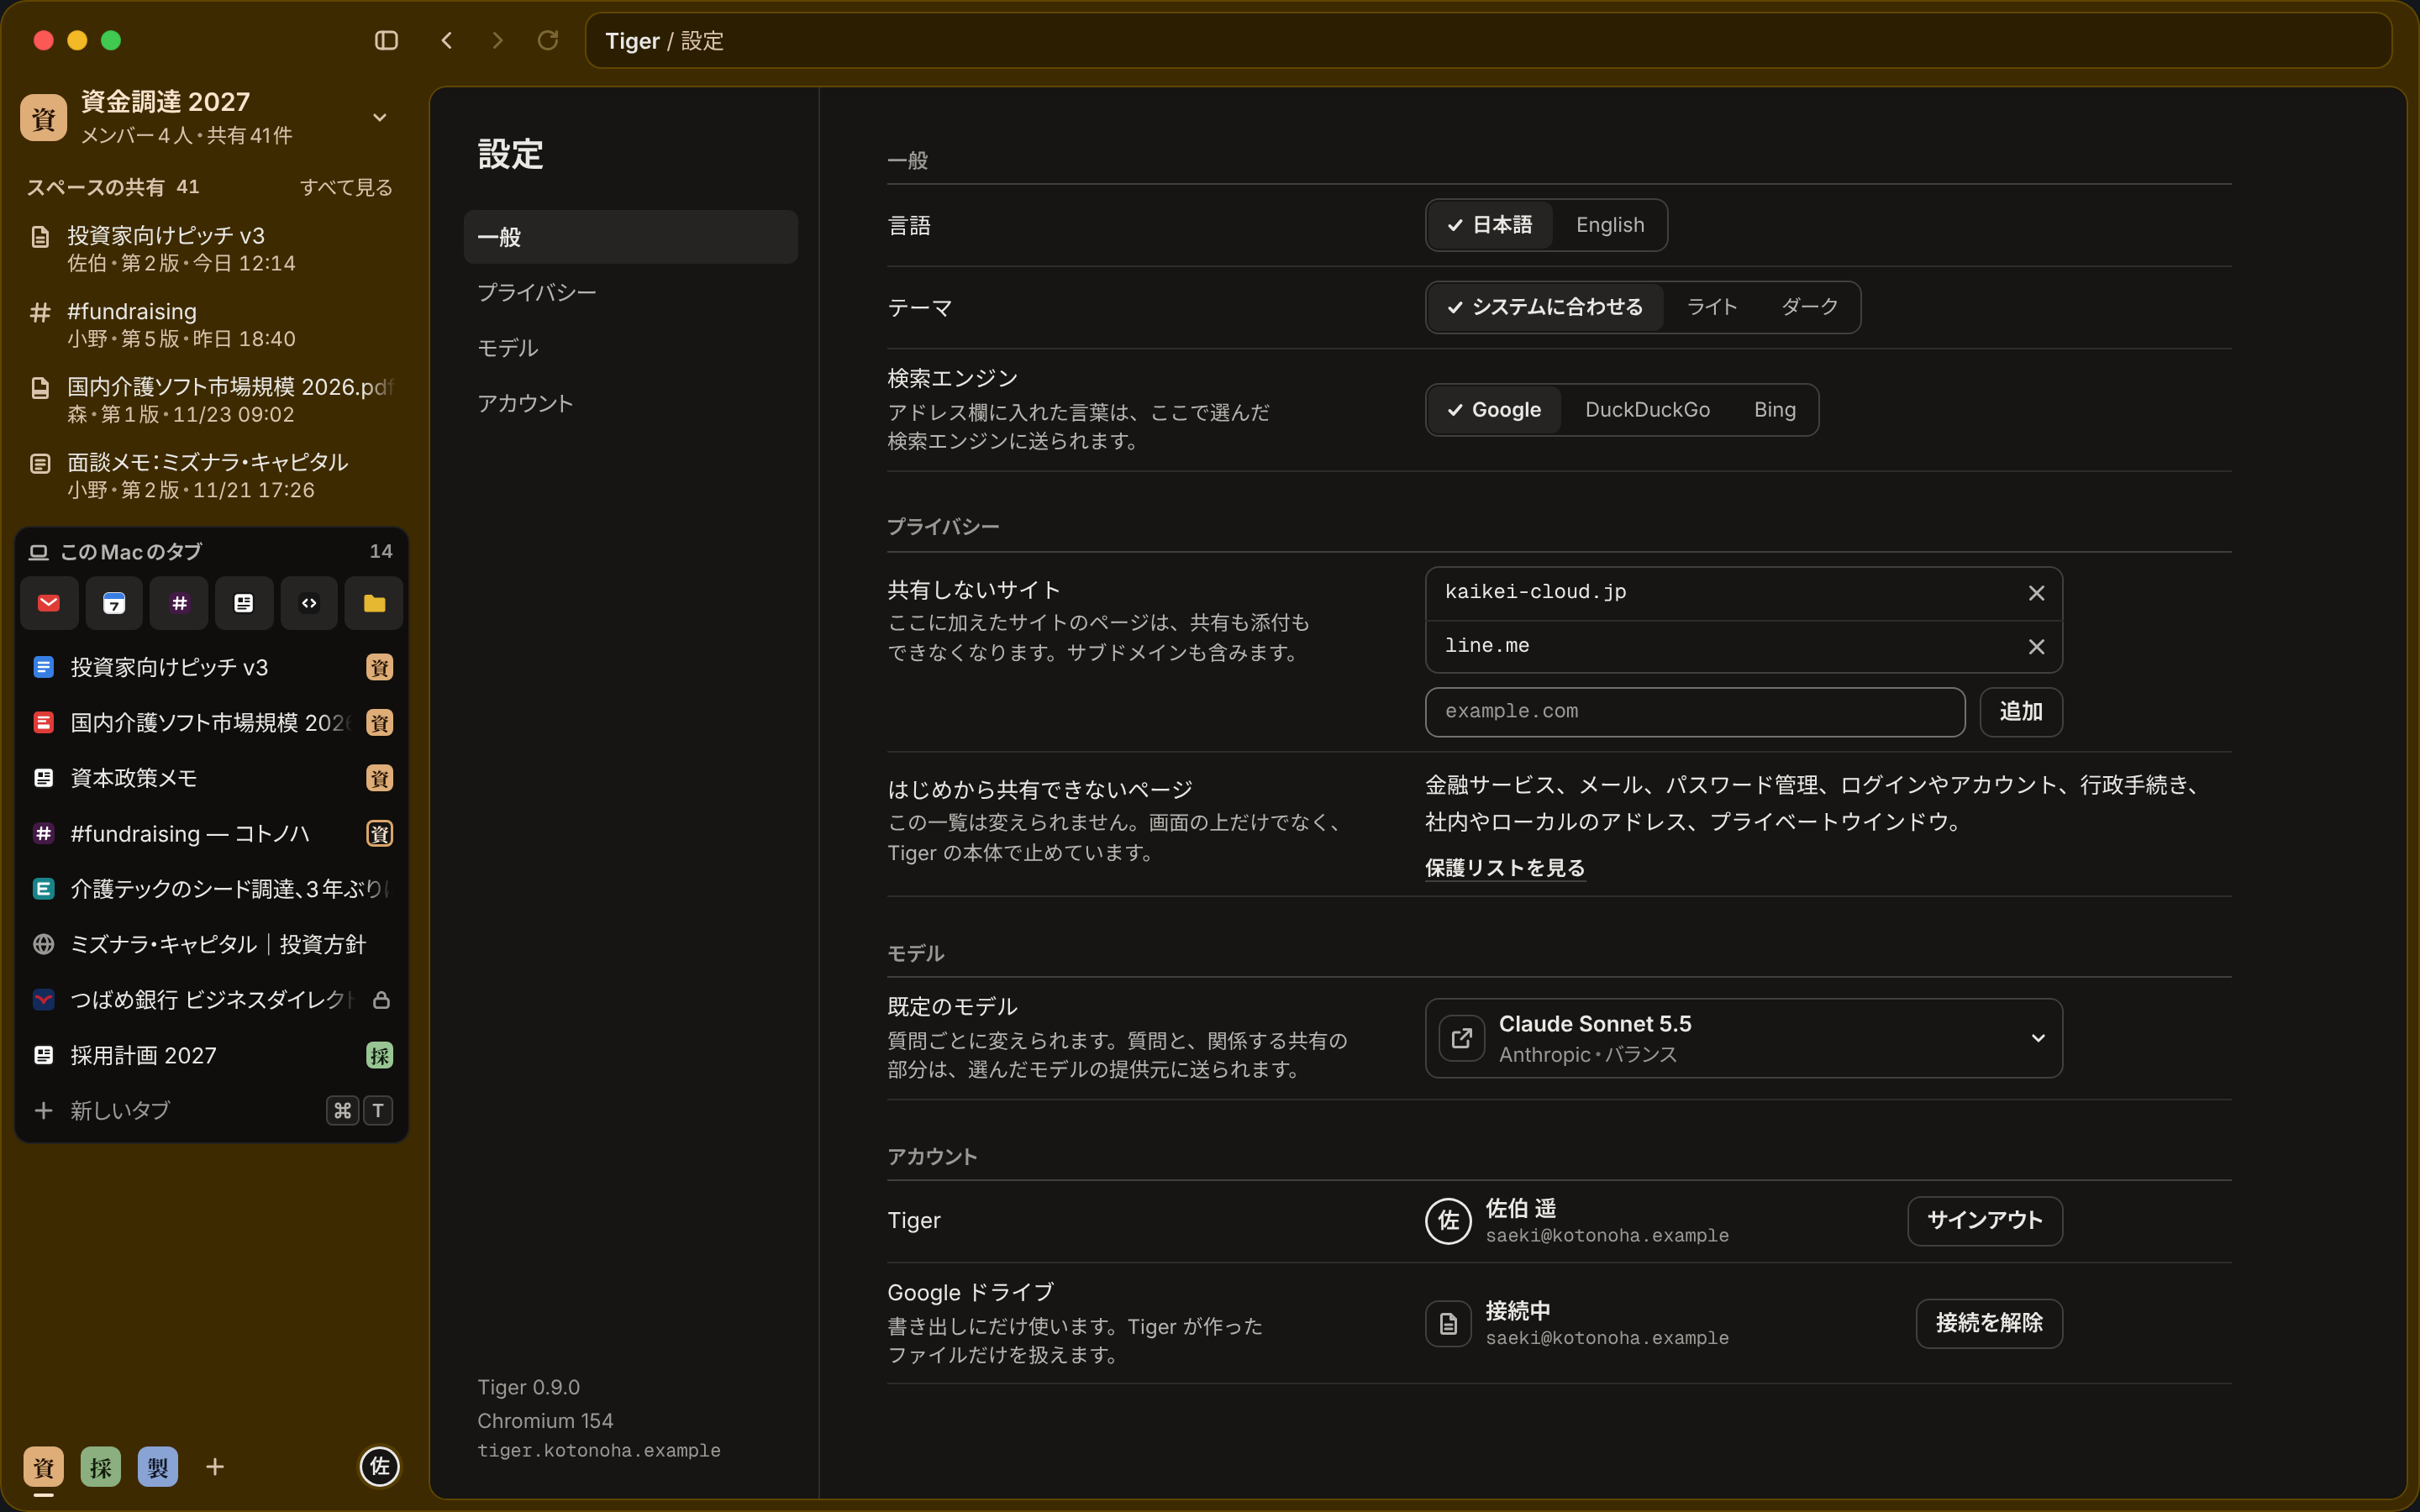 Tiger / 設定
資
資金調達 2027
メンバー4人・共有41件
スペースの共有 41
すべて見る
投資家向けピッチ v3
佐伯・第2版・今日 12:14
#fundraising
小野・第5版・昨日 18:40
国内介護ソフト市場規模 2026.pdf
森・第1版・11/23 09:02
面談メモ：ミズナラ・キャピタル
小野・第2版・11/21 17:26
このMacのタブ
14
7
投資家向けピッチ v3
資
国内介護ソフト市場規模 2026
資
資本政策メモ
資
#fundraising — コトノハ
資
介護テックのシード調達、3年ぶりに
ミズナラ・キャピタル｜投資方針
つばめ銀行 ビジネスダイレクト
採用計画 2027
採
新しいタブ
⌘ T
資
採
製
佐
設定
一般
プライバシー
モデル
アカウント
Tiger 0.9.0
Chromium 154
tiger.kotonoha.example
一般
言語
日本語
English
テーマ
システムに合わせる
ライト
ダーク
検索エンジン
アドレス欄に入れた言葉は、ここで選んだ
検索エンジンに送られます。
Google
DuckDuckGo
Bing
プライバシー
共有しないサイト
ここに加えたサイトのページは、共有も添付も
できなくなります。サブドメインも含みます。
kaikei-cloud.jp
line.me
example.com
追加
はじめから共有できないページ
この一覧は変えられません。画面の上だけでなく、
Tiger の本体で止めています。
金融サービス、メール、パスワード管理、ログインやアカウント、行政手続き、
社内やローカルのアドレス、プライベートウインドウ。
保護リストを見る
モデル
既定のモデル
質問ごとに変えられます。質問と、関係する共有の
部分は、選んだモデルの提供元に送られます。
Claude Sonnet 5.5
Anthropic・バランス
アカウント
Tiger
佐
佐伯 遥
saeki@kotonoha.example
サインアウト
Google ドライブ
書き出しにだけ使います。Tiger が作った
ファイルだけを扱えます。
接続中
saeki@kotonoha.example
接続を解除